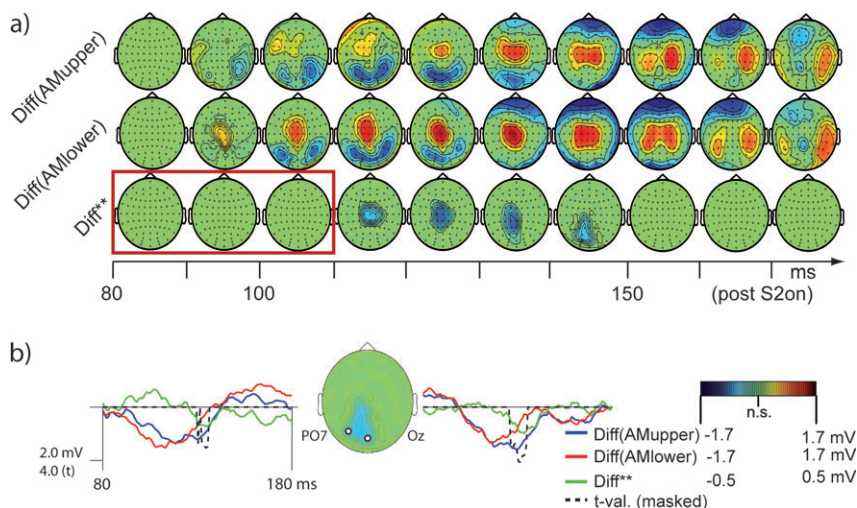 a)
Diff(AMupper)
Diff(AMlower)
Diff**
ms
80 100 150 (post S2on)
b)
PO7 Oz
2.0 mV
4.0 (t)
80 180 ms
n.s.
Diff(AMupper) -1.7 1.7 mV
Diff(AMlower) -1.7 1.7 mV
Diff** -0.5 0.5 mV
t-val. (masked)